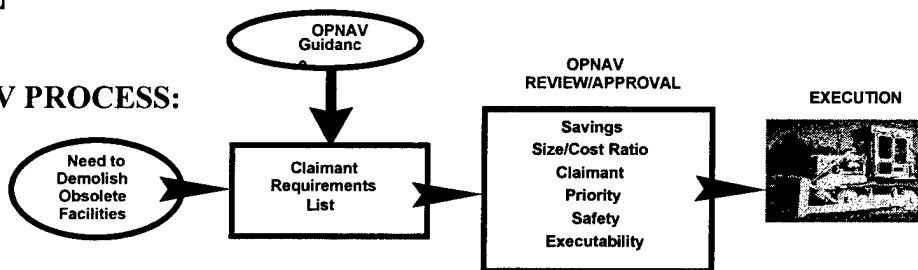 OPNAV
Guidanc
e
OPNAV
REVIEW/APPROVAL
V PROCESS:
EXECUTION
Need to
Demolish
Obsolete
Facilities
Claimant
Requirements
List
Savings
Size/Cost Ratio
Claimant
Priority
Safety
Executability